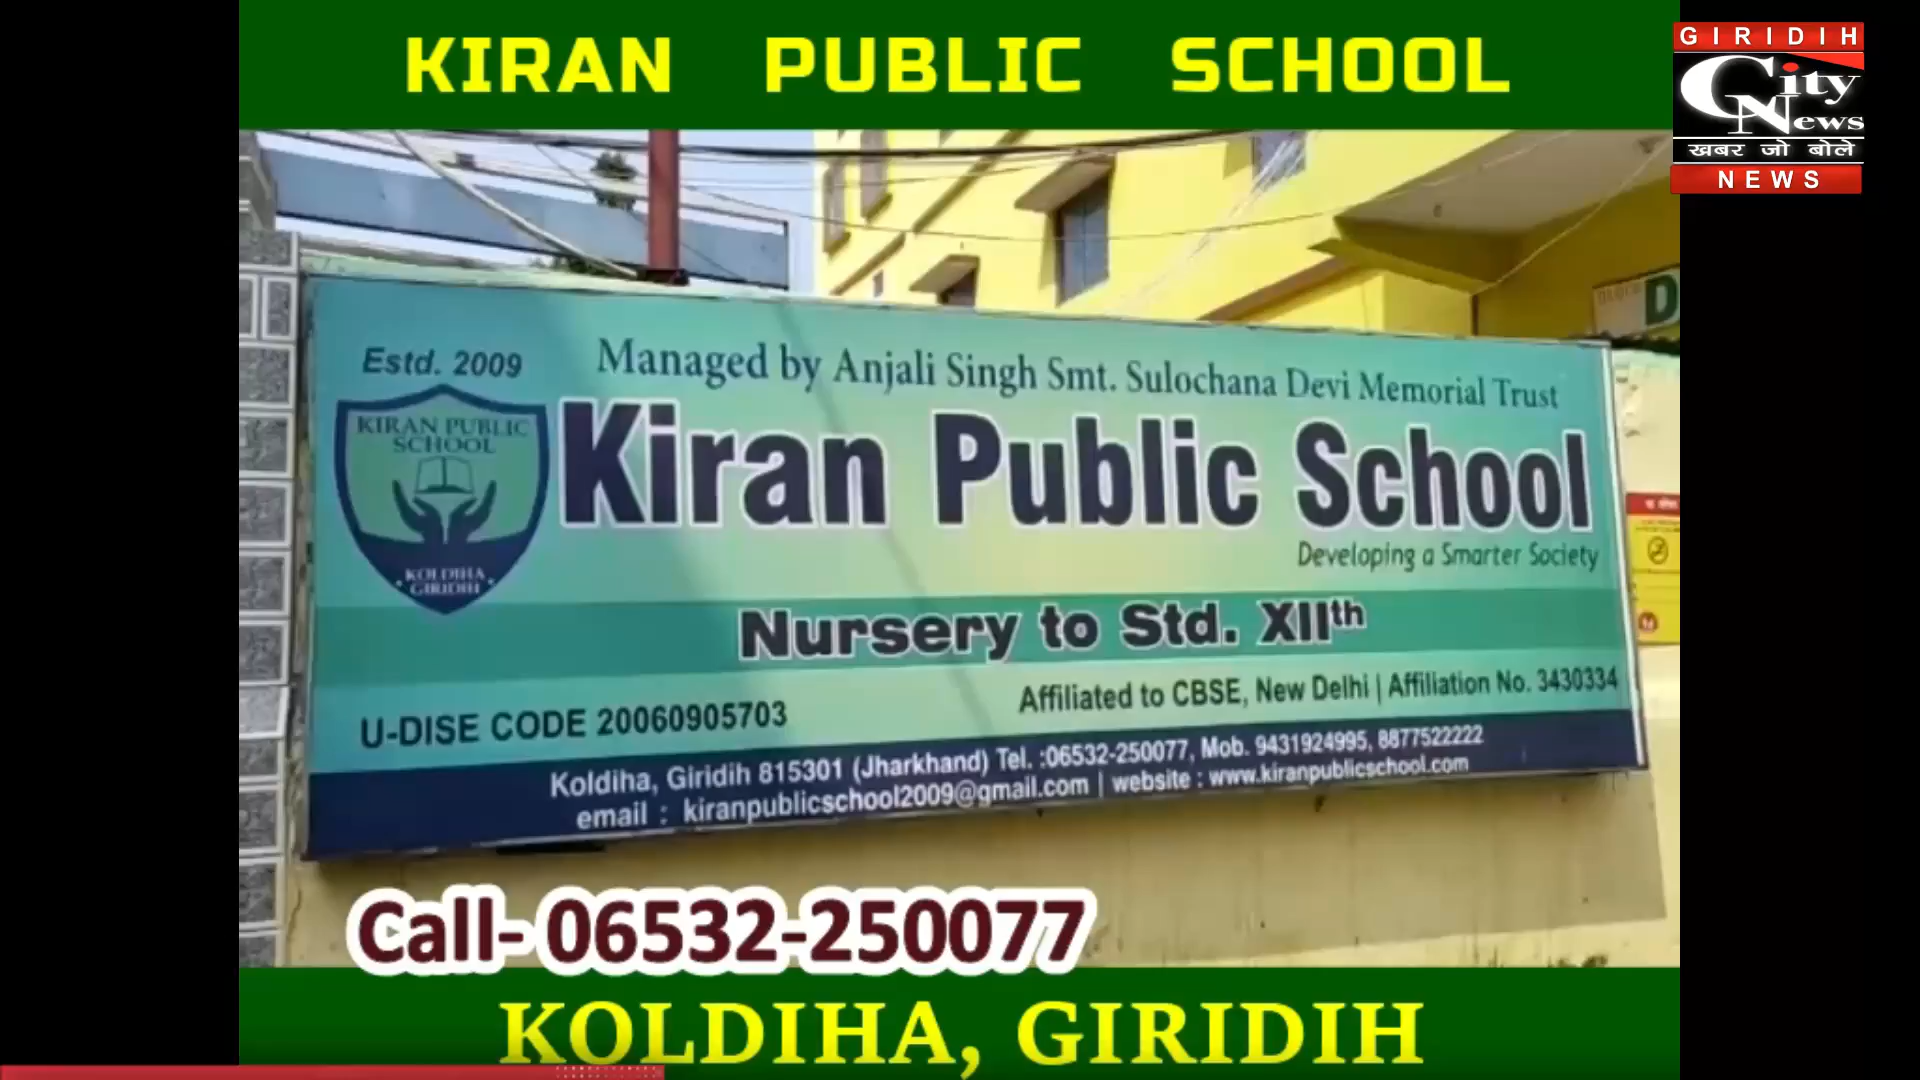 KIRAN PUBLIC SCHOOL
GIRIDIH
City News
खबर जो बोले
NEWS
D
Estd. 2009
Managed by Anjali Singh Smt. Sulochana Devi Memorial Trust
KIRAN PUBLIC
SCHOOL
KOLDIHA
GIRIDIH
Kiran Public School
Developing a Smarter Society
Nursery to Std. XIIth
U-DISE CODE 20060905703
Affiliated to CBSE, New Delhi | Affiliation No. 3430334
Koldiha, Giridih 815301 (Jharkhand) Tel. :06532-250077, Mob. 9431924995, 8877522222
email : kiranpublicschool2009@gmail.com | website : www.kiranpublicschool.com
Call- 06532-250077
KOLDIHA, GIRIDIH